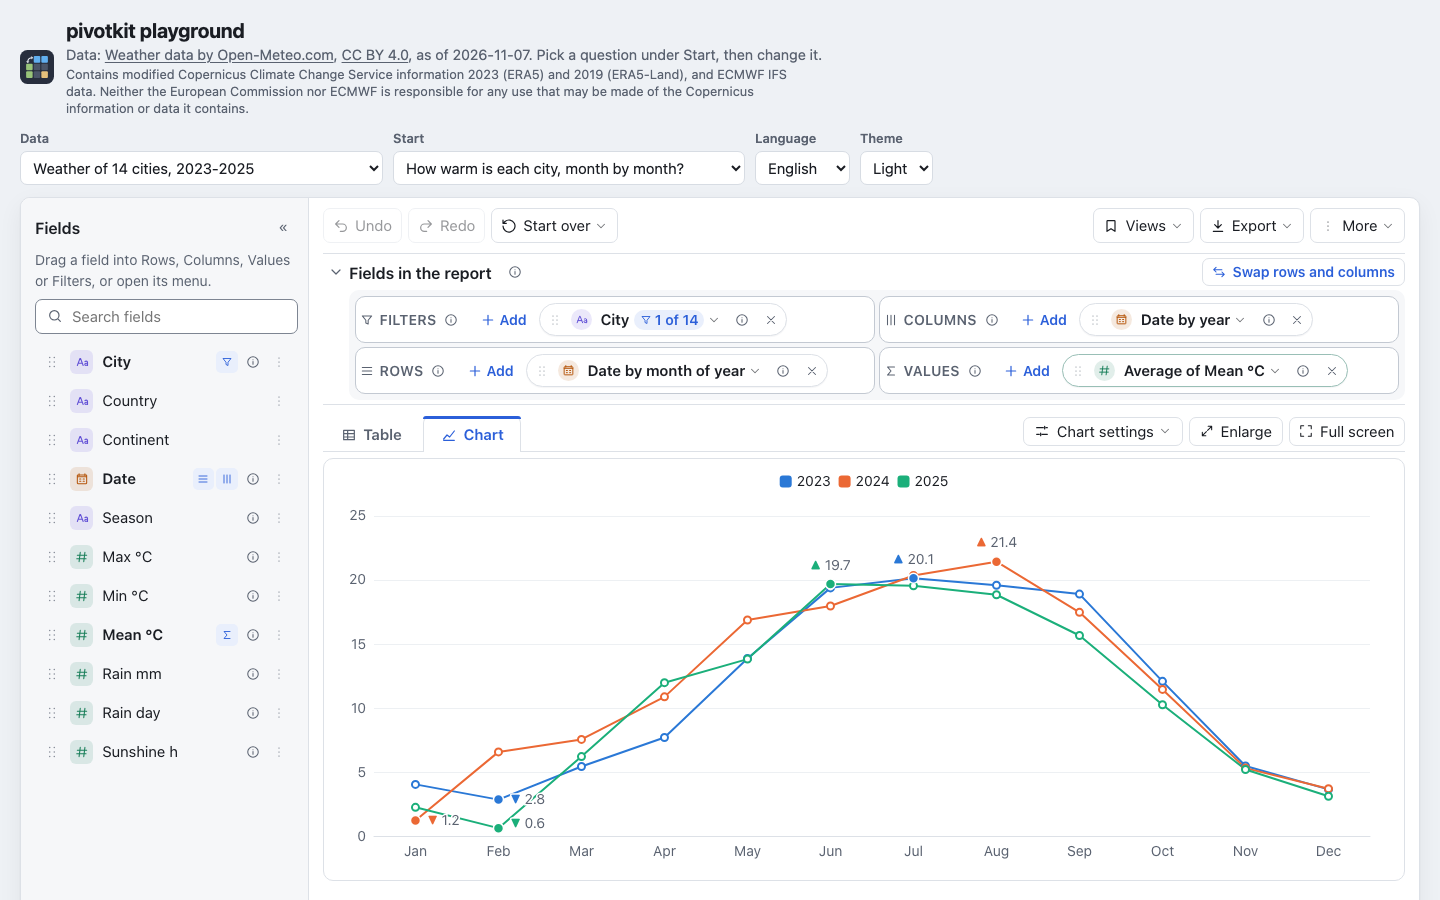 pivotkit playground
Data: Weather data by Open-Meteo.com, CC BY 4.0, as of 2026-11-07. Pick a question under Start, then change it.
Contains modified Copernicus Climate Change Service information 2023 (ERA5) and 2019 (ERA5-Land), and ECMWF IFS
data. Neither the European Commission nor ECMWF is responsible for any use that may be made of the Copernicus
information or data it contains.
Data Start Language Theme
Weather of 14 cities, 2023-2025 How warm is each city, month by month? English Light
Fields «
Drag a field into Rows, Columns, Values
or Filters, or open its menu.
Search fields
Aa City
Aa Country
Aa Continent
Date
Aa Season
# Max °C
# Min °C
# Mean °C Σ
# Rain mm
# Rain day
# Sunshine h
Undo Redo Start over Views Export More
Fields in the report Swap rows and columns
FILTERS + Add Aa City 1 of 14 COLUMNS + Add Date by year
ROWS + Add Date by month of year Σ VALUES + Add # Average of Mean °C
Table Chart Chart settings Enlarge Full screen
2023 2024 2025
25
20
15
10
5
0
▲ 19.7
▲ 20.1
▲ 21.4
▼ 2.8
▼ 1.2
▼ 0.6
Jan Feb Mar Apr May Jun Jul Aug Sep Oct Nov Dec